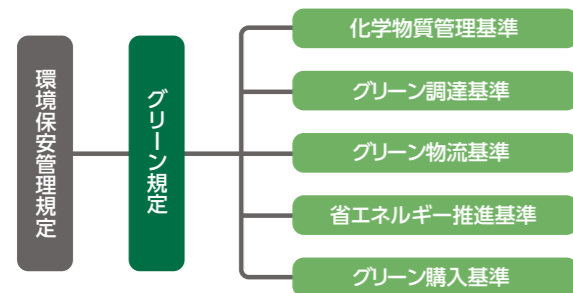 環境保安管理規定
グリーン規定
化学物質管理基準
グリーン調達基準
グリーン物流基準
省エネルギー推進基準
グリーン購入基準